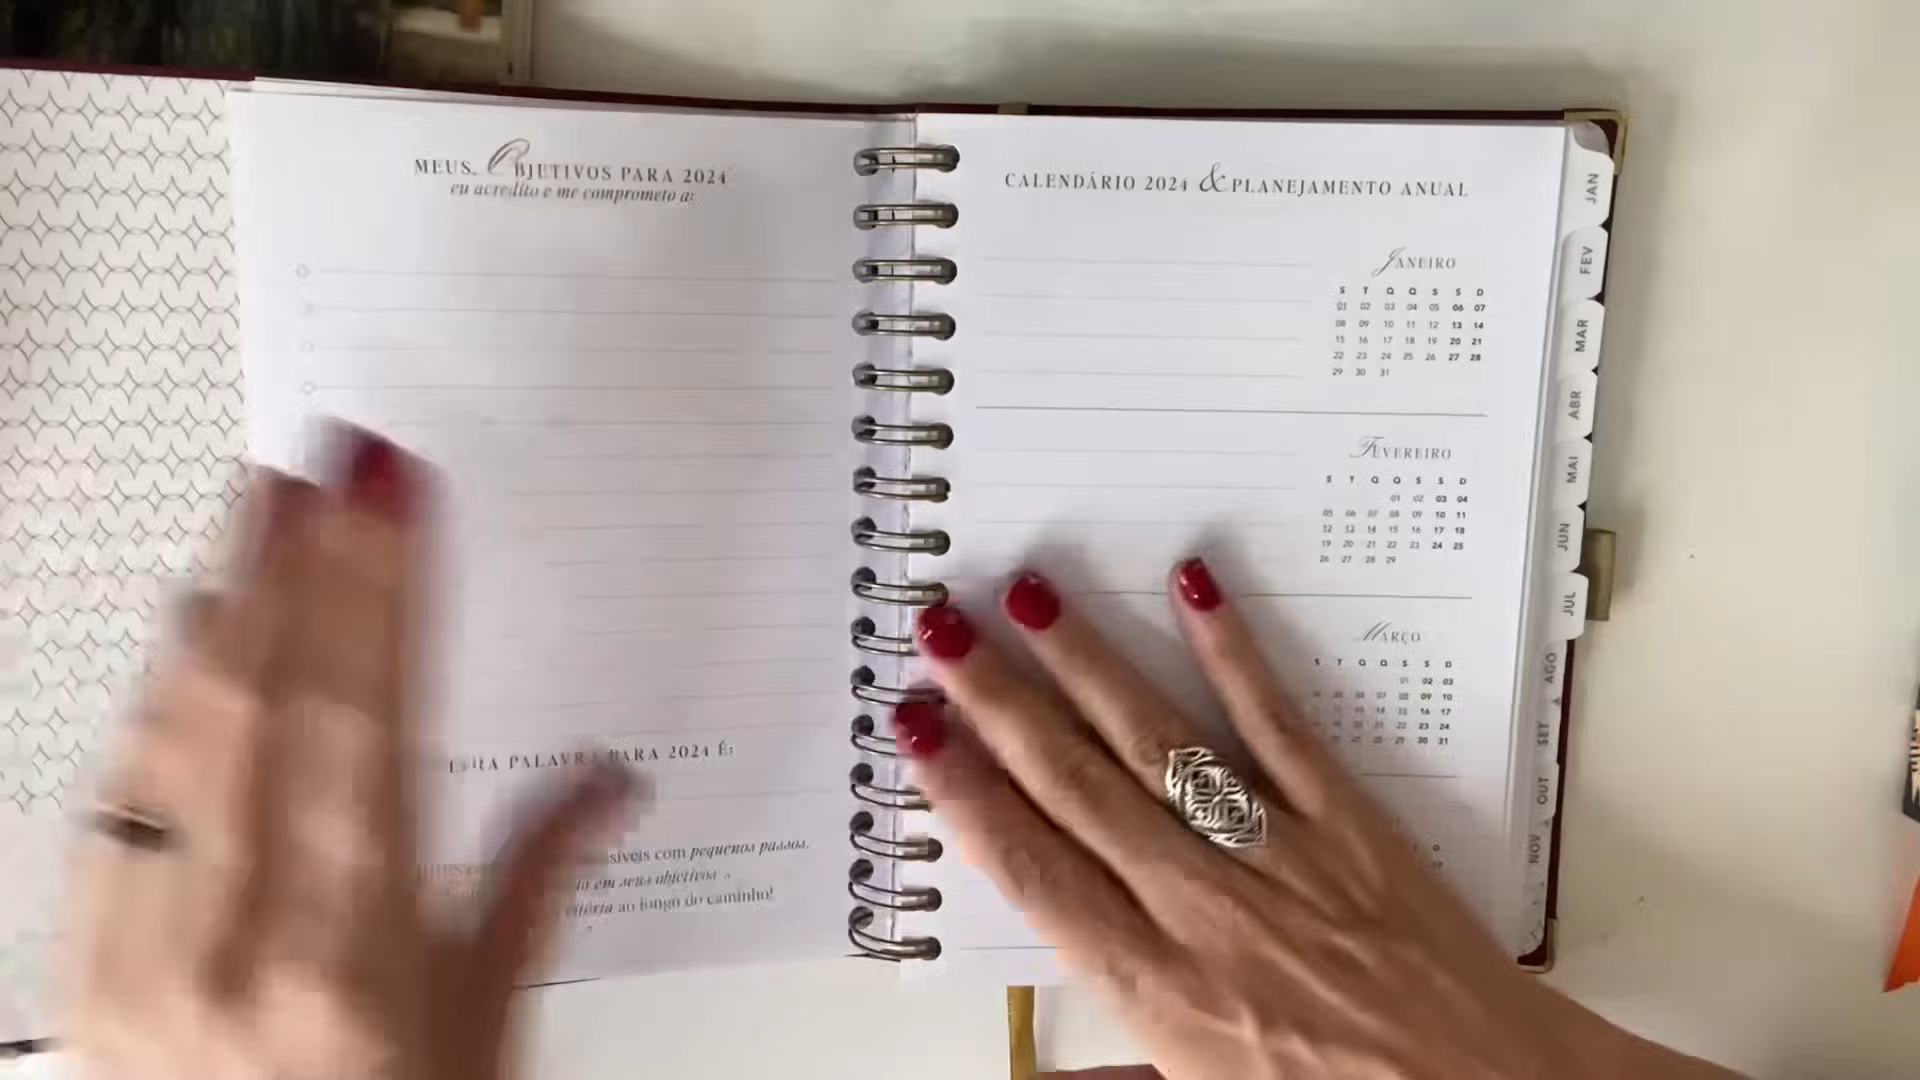 MEUS OBJETIVOS PARA 2024
eu acredito e me comprometo a:
PALAVRA PARA 2024 É:
com pequenos passos.
em seus objetivos
ao longo do caminho!
CALENDÁRIO 2024 & PLANEJAMENTO ANUAL
JANEIRO
S T Q Q S S D
01 02 03 04 05 06 07
08 09 10 11 12 13 14
15 16 17 18 19 20 21
22 23 24 25 26 27 28
29 30 31
FEVEREIRO
S T Q Q S S D
01 02 03 04
05 06 07 08 09 10 11
12 13 14 15 16 17 18
19 20 21 22 23 24 25
26 27 28 29
MARÇO
S T Q Q S S D
01 02 03
07 08 09 10
15 16 17
22 23 24
29 30 31
JAN
FEV
MAR
ABR
MAI
JUN
JUL
AGO
SET
OUT
NOV